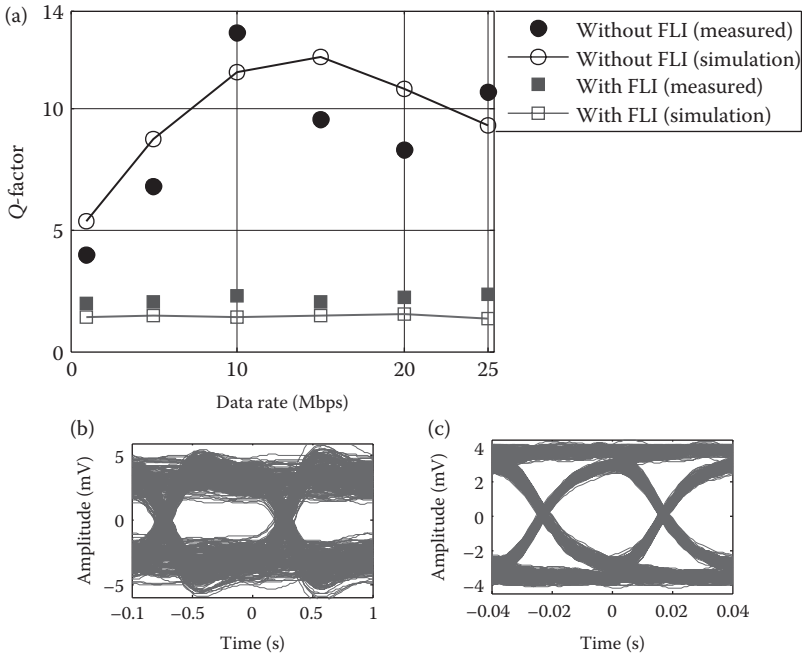 (a)
14
10
5
0
Q-factor
0
10
20
25
Data rate (Mbps)
Without FLI (measured)
Without FLI (simulation)
With FLI (measured)
With FLI (simulation)
(b)
5
0
−5
Amplitude (mV)
−0.1
−0.5
0
0.5
1
Time (s)
(c)
4
2
0
−2
−4
Amplitude (mV)
−0.04
−0.02
0
0.02
0.04
Time (s)